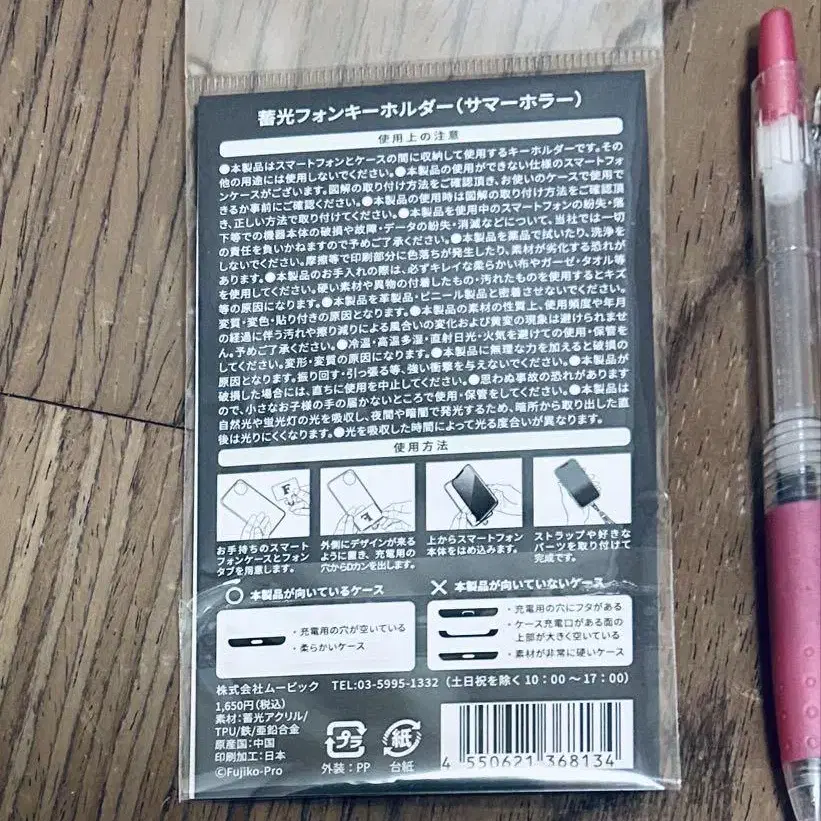 蓄光フォンキーホルダー(サマーホラー)
使用上の注意
●本製品はスマートフォンとケースの間に収納して使用するキーホルダーです。その
他の用途には使用しないでください。●本製品の使用ができない仕様のスマートフォ
ンケースがございます。図解の取り付け方法をご確認頂き、お使いのケースで使用で
きるか事前にご確認ください。●本製品の使用時は図解の取り付け方法をご確認頂
き、正しい方法で取り付けてください。●本製品を使用中のスマートフォンの紛失・落
下等での機器本体の破損や故障・データの紛失・消滅などについて、当社では一切
の責任を負いかねますので予めご了承ください。●本製品を薬品で拭いたり、洗浄を
しないでください。摩擦等で印刷部分に色落ちが発生したり、素材が劣化する恐れが
あります。●本製品のお手入れの際は、必ずキレイな柔らかい布やガーゼ・タオル等
を使用してください。硬い素材や異物の付着したもの・汚れたものを使用するとキズ
等の原因になります。●本製品を革製品・ビニール製品と密着させないでください。
変質・変色・貼り付きの原因となります。●本製品の素材の性質上、使用頻度や年月
の経過に伴う汚れや擦り減りによる風合いの変化および黄変の現象は避けられませ
ん。予めご了承ください。●冷温・高温多湿・直射日光・火気を避けての使用・保管を
してください。変形・変質の原因になります。●本製品に無理な力を加えると破損の
原因となります。振り回す・引っ張る等、強い衝撃を与えないでください。●本製品が
破損した場合には、直ちに使用を中止してください。●思わぬ事故の恐れがあります
ので、小さなお子様の手の届かないところで使用・保管をしてください。●本製品は
自然光や蛍光灯の光を吸収し、夜間や暗闇で発光するため、暗所から取り出した直
後は光りにくくなります。●光を吸収した時間によって光る度合いが異なります。
使用方法
お手持ちのスマート
フォンケースとフォン
タブを用意します。
外側にデザインが来る
ように置き、充電用の
穴からDカンを出します。
上からスマートフォン
本体をはめ込みます。
ストラップや好きな
パーツを取り付けて
完成です。
○ 本製品が向いているケース
・充電用の穴が空いている
・柔らかいケース
× 本製品が向いていないケース
・充電用の穴にフタがある
・ケース充電口がある面の
上部が大きく空いている
・素材が非常に硬いケース
株式会社ムービック TEL:03-5995-1332 (土日祝を除く10:00~17:00)
1,650円(税込)
素材:蓄光アクリル/
TPU/鉄/亜鉛合金
原産国:中国
印刷加工:日本
©Fujiko-Pro
プラ
外装:PP
紙
台紙
4 550621 368134